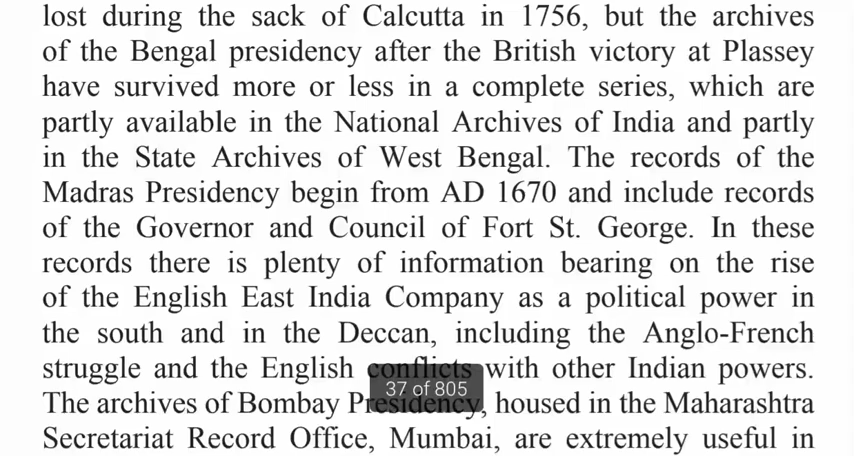 lost during the sack of Calcutta in 1756, but the archives
of the Bengal presidency after the British victory at Plassey
have survived more or less in a complete series, which are
partly available in the National Archives of India and partly
in the State Archives of West Bengal. The records of the
Madras Presidency begin from AD 1670 and include records
of the Governor and Council of Fort St. George. In these
records there is plenty of information bearing on the rise
of the English East India Company as a political power in
the south and in the Deccan, including the Anglo-French
struggle and the English conflicts with other Indian powers.
37 of 805
The archives of Bombay Presidency, housed in the Maharashtra
Secretariat Record Office, Mumbai, are extremely useful in